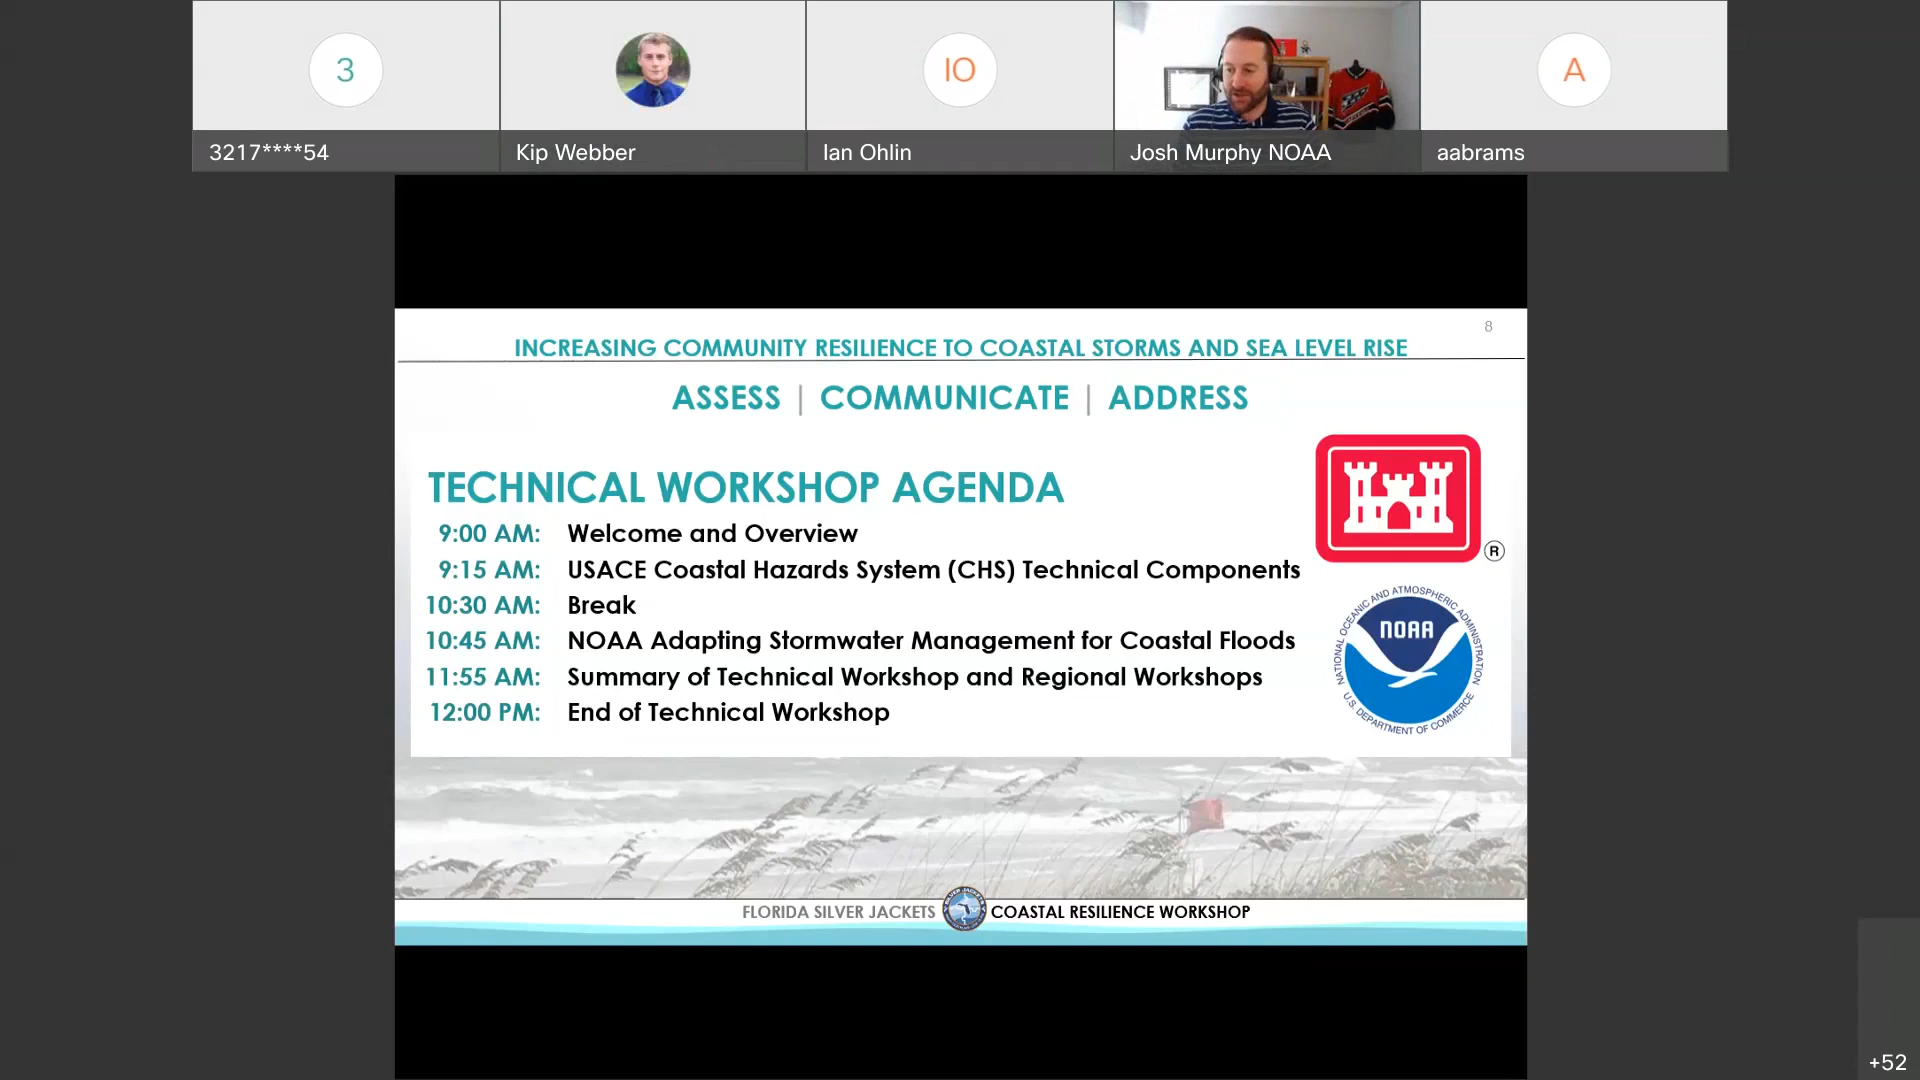 3
IO
A
3217****54
Kip Webber
Ian Ohlin
Josh Murphy NOAA
aabrams
8
INCREASING COMMUNITY RESILIENCE TO COASTAL STORMS AND SEA LEVEL RISE
ASSESS | COMMUNICATE | ADDRESS
TECHNICAL WORKSHOP AGENDA
9:00 AM: Welcome and Overview
9:15 AM: USACE Coastal Hazards System (CHS) Technical Components
10:30 AM: Break
10:45 AM: NOAA Adapting Stormwater Management for Coastal Floods
11:55 AM: Summary of Technical Workshop and Regional Workshops
12:00 PM: End of Technical Workshop
®
NATIONAL OCEANIC AND ATMOSPHERIC ADMINISTRATION
NOAA
U.S. DEPARTMENT OF COMMERCE
FLORIDA SILVER JACKETS
COASTAL RESILIENCE WORKSHOP
+52